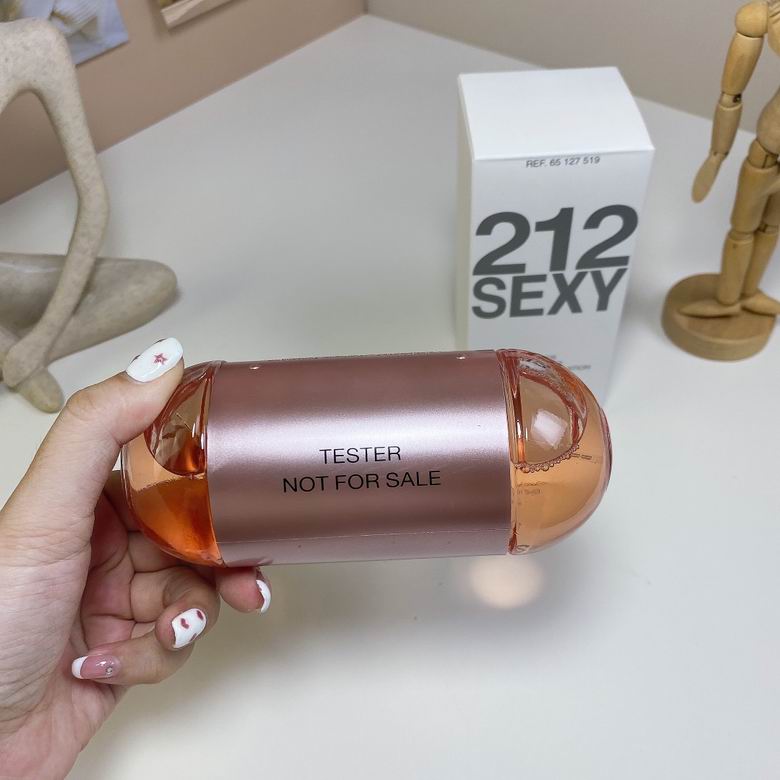 REF. 65 127 519
212
SEXY
TESTER
NOT FOR SALE